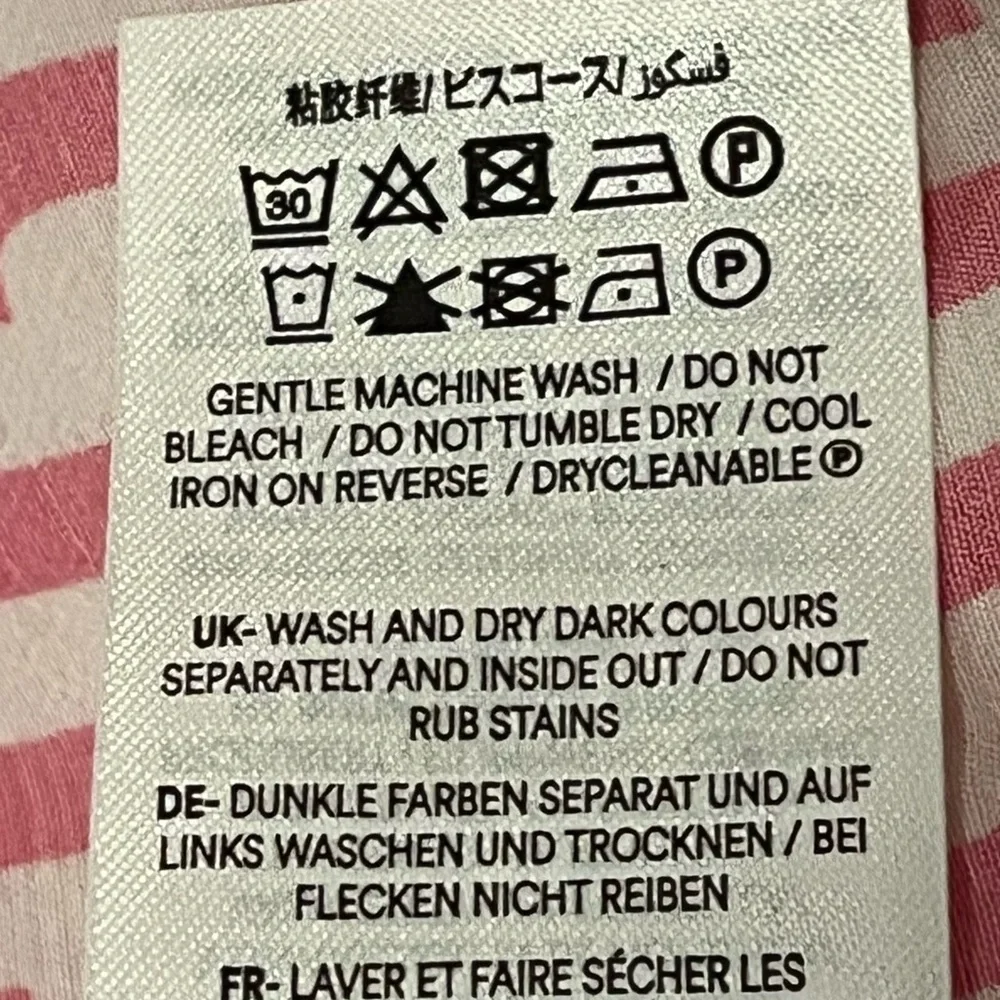 粘胶纤维/ ビスコース/ فسكوز
30
P
P
GENTLE MACHINE WASH / DO NOT
BLEACH / DO NOT TUMBLE DRY / COOL
IRON ON REVERSE / DRYCLEANABLE Ⓟ
UK- WASH AND DRY DARK COLOURS
SEPARATELY AND INSIDE OUT / DO NOT
RUB STAINS
DE- DUNKLE FARBEN SEPARAT UND AUF
LINKS WASCHEN UND TROCKNEN / BEI
FLECKEN NICHT REIBEN
FR- LAVER ET FAIRE SÉCHER LES